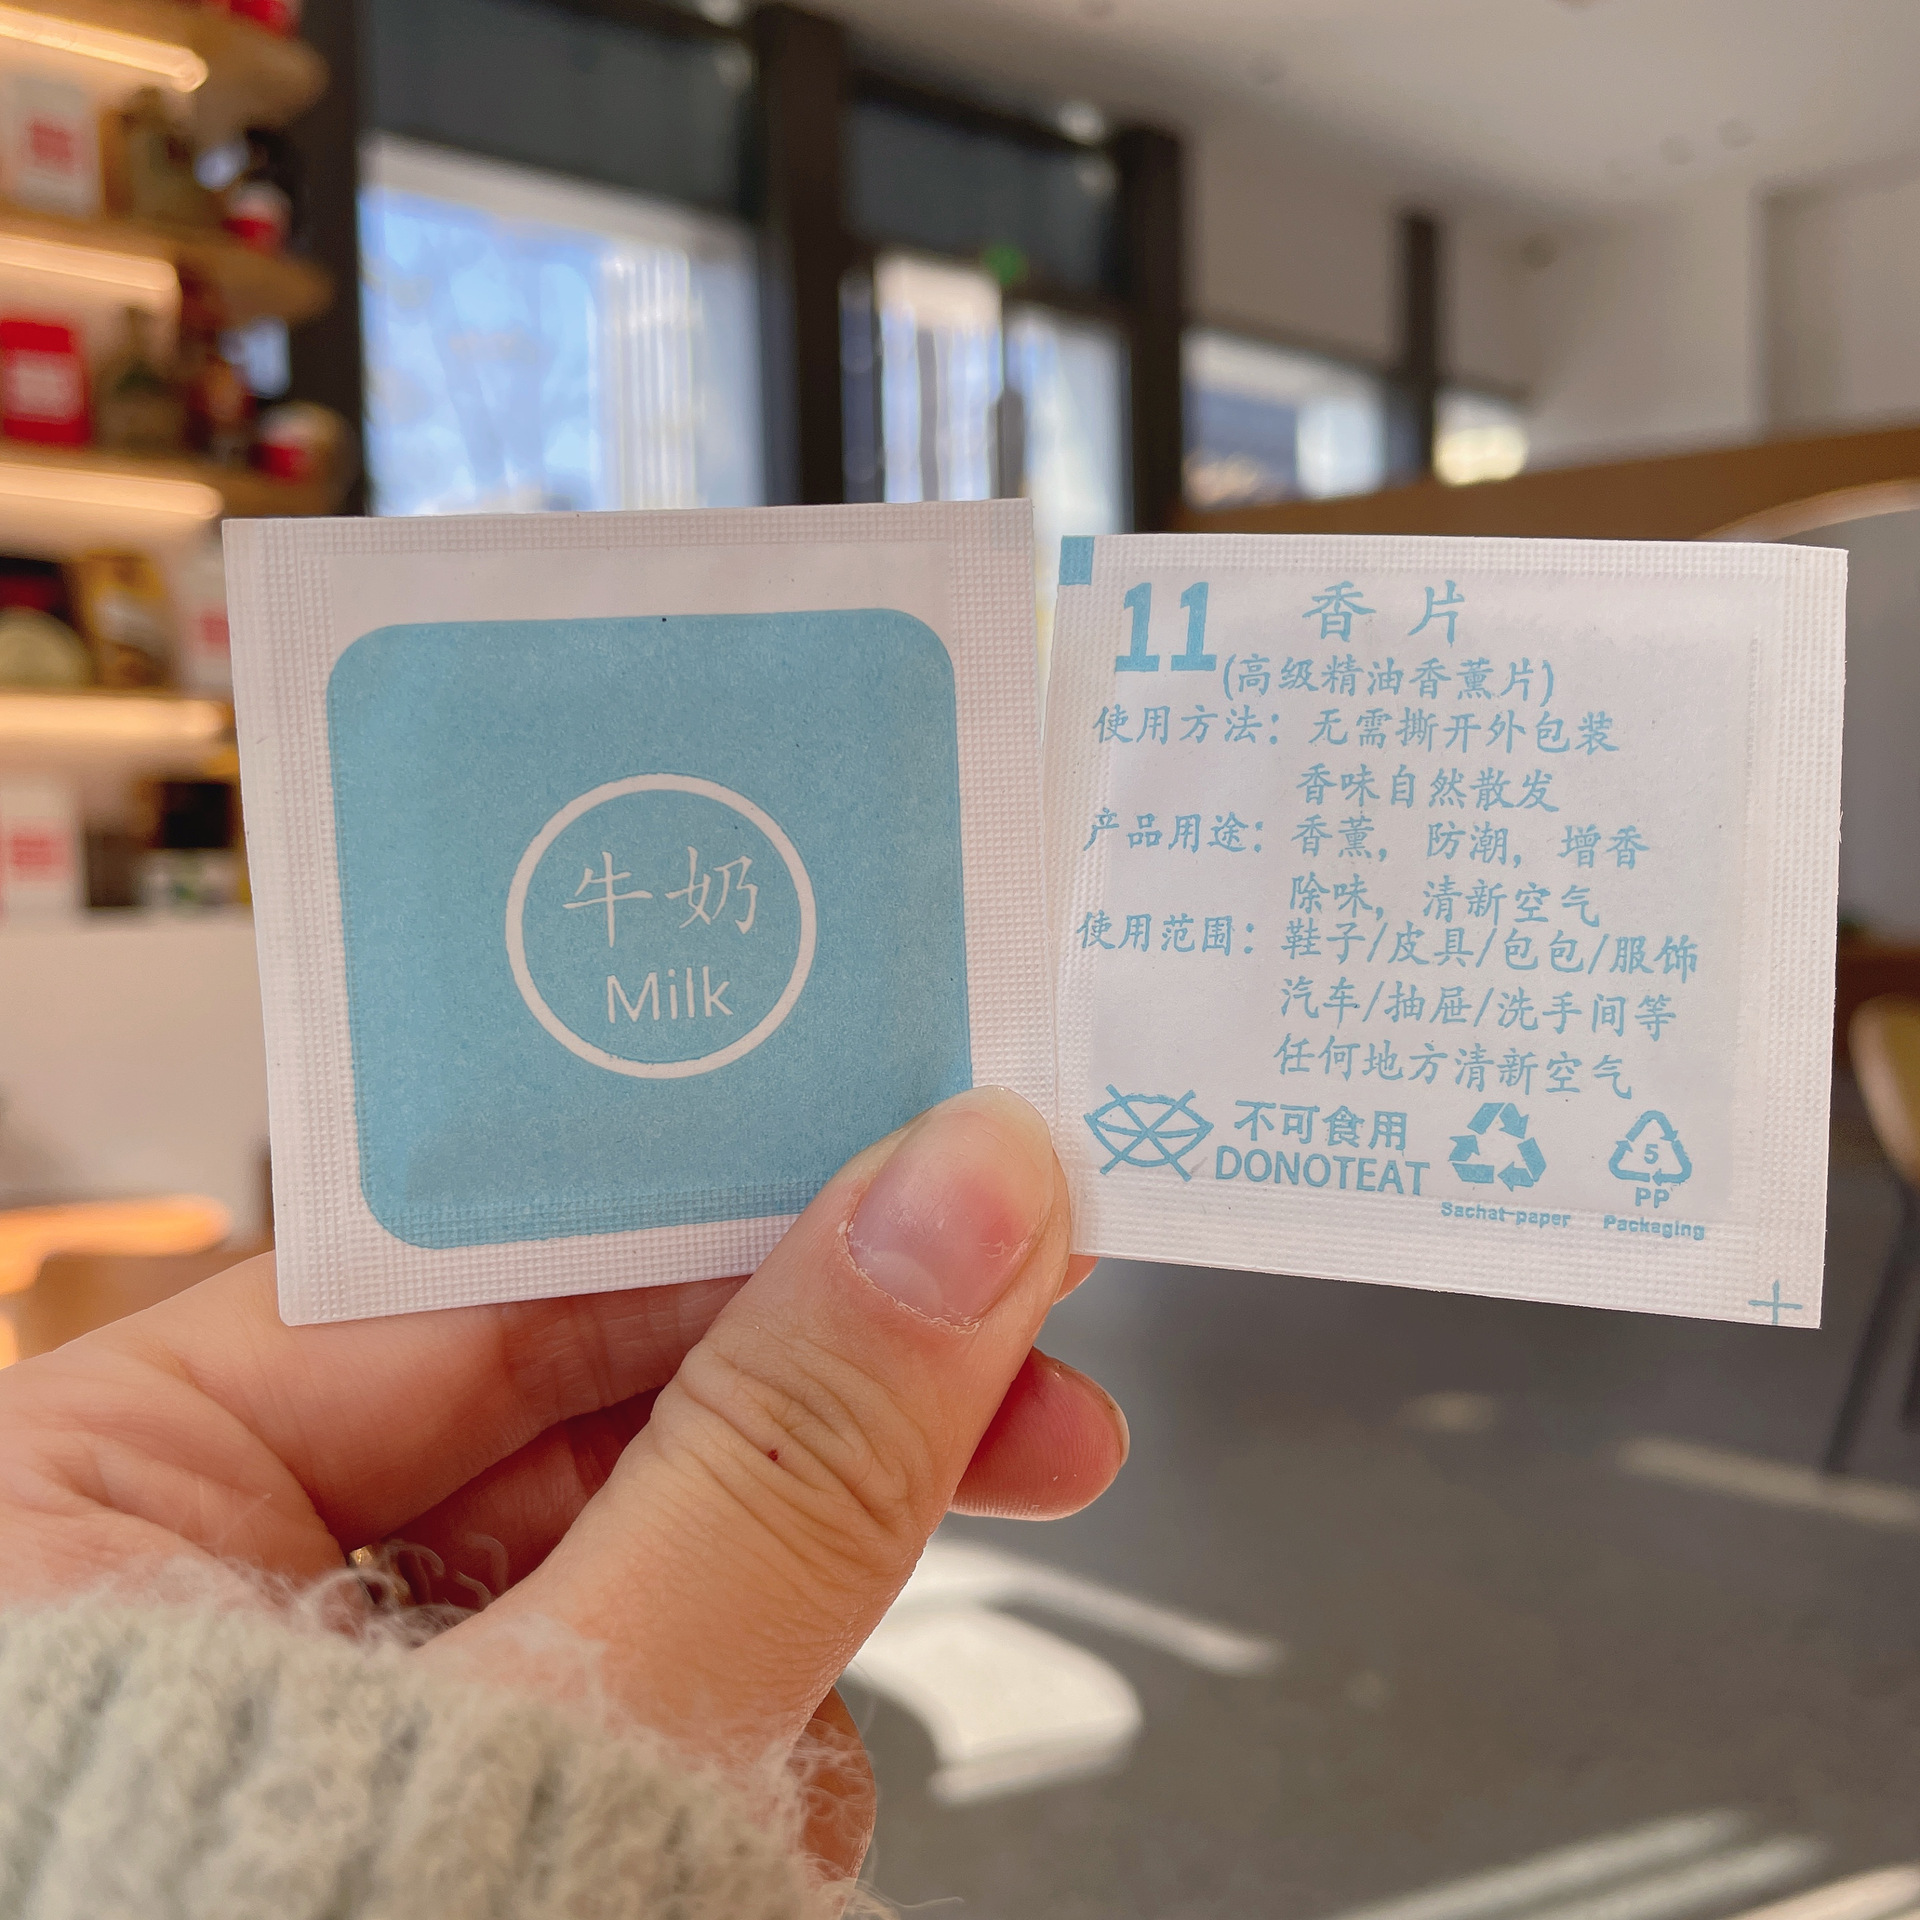 牛奶
Milk
11 香片
(高级精油香薰片)
使用方法：无需撕开外包装
香味自然散发
产品用途：香薰，防潮，增香
除味，清新空气
使用范围：鞋子/皮具/包包/服饰
汽车/抽屉/洗手间等
任何地方清新空气
不可食用
DONOTEAT
Sachat-paper
5
PP
Packaging